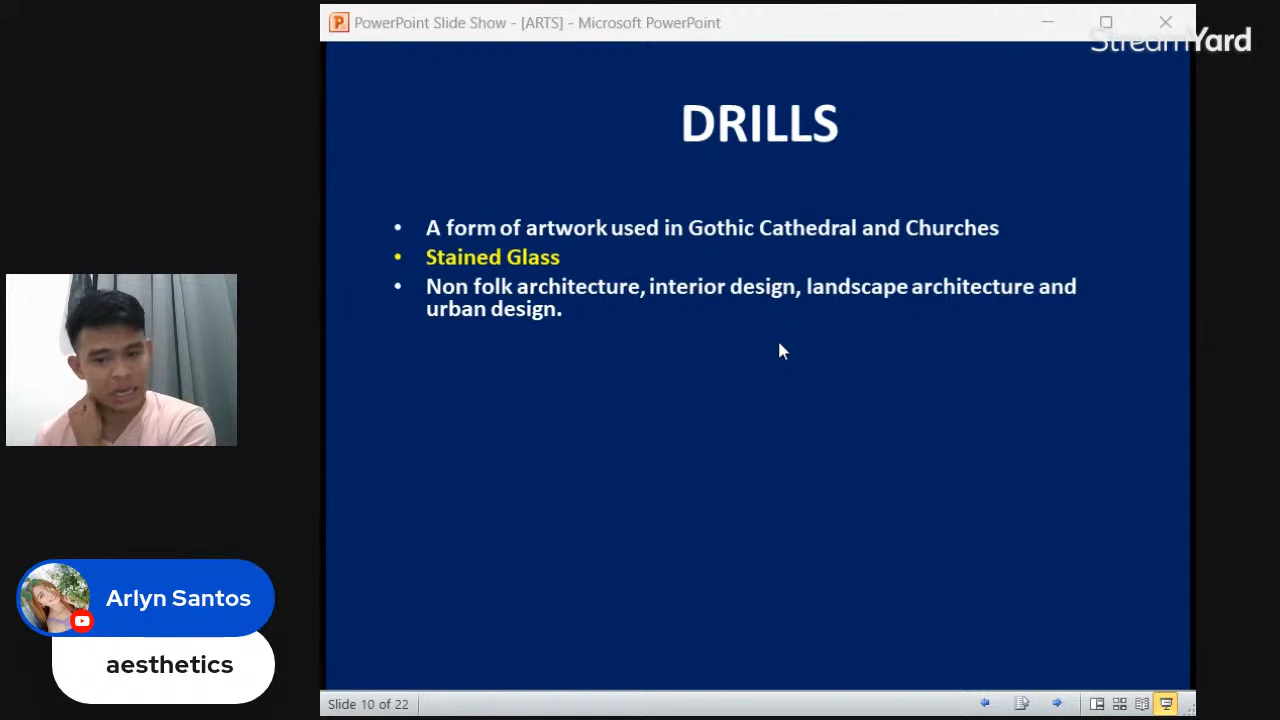 PowerPoint Slide Show - [ARTS] - Microsoft PowerPoint
StreamYard
DRILLS
• A form of artwork used in Gothic Cathedral and Churches
• Stained Glass
• Non folk architecture, interior design, landscape architecture and
urban design.
Arlyn Santos
aesthetics
Slide 10 of 22